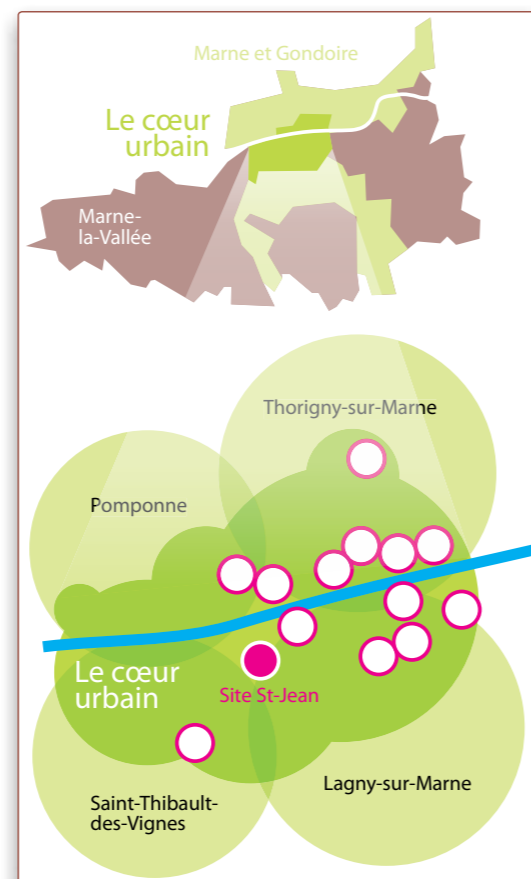 Marne et Gondoire
Le cœur
urbain
Marne-
la-Vallée
Thorigny-sur-Marne
Pomponne
Le cœur
urbain
Site St-Jean
Lagny-sur-Marne
Saint-Thibault-
des-Vignes